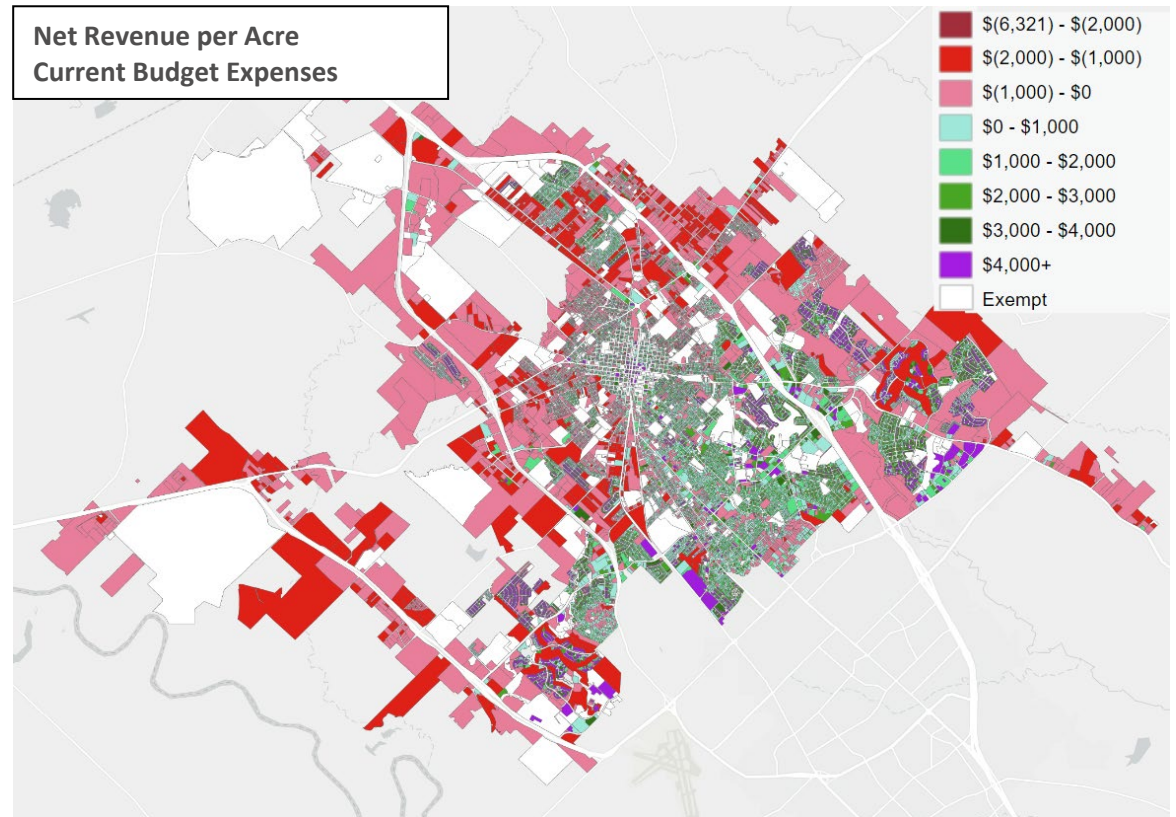 Net Revenue per Acre
Current Budget Expenses
$(6,321) - $(2,000)
$(2,000) - $(1,000)
$(1,000) - $0
$0 - $1,000
$1,000 - $2,000
$2,000 - $3,000
$3,000 - $4,000
$4,000+
Exempt